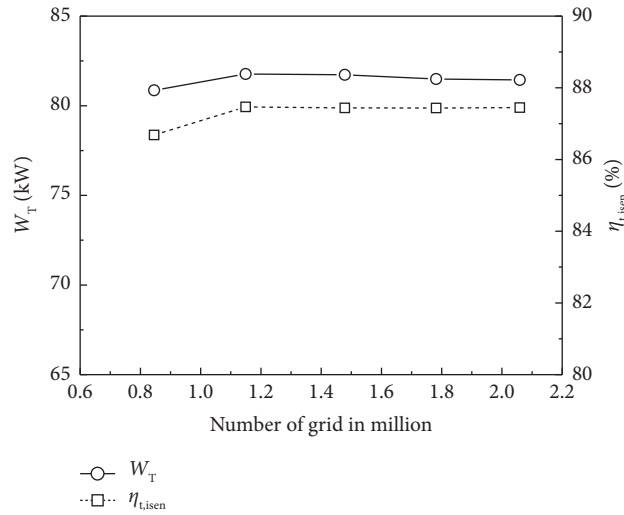 85
80
75
70
65
W_T (kW)
90
88
86
84
82
80
η_t,isen (%)
0.6 0.8 1.0 1.2 1.4 1.6 1.8 2.0 2.2
Number of grid in million
W_T
η_t,isen